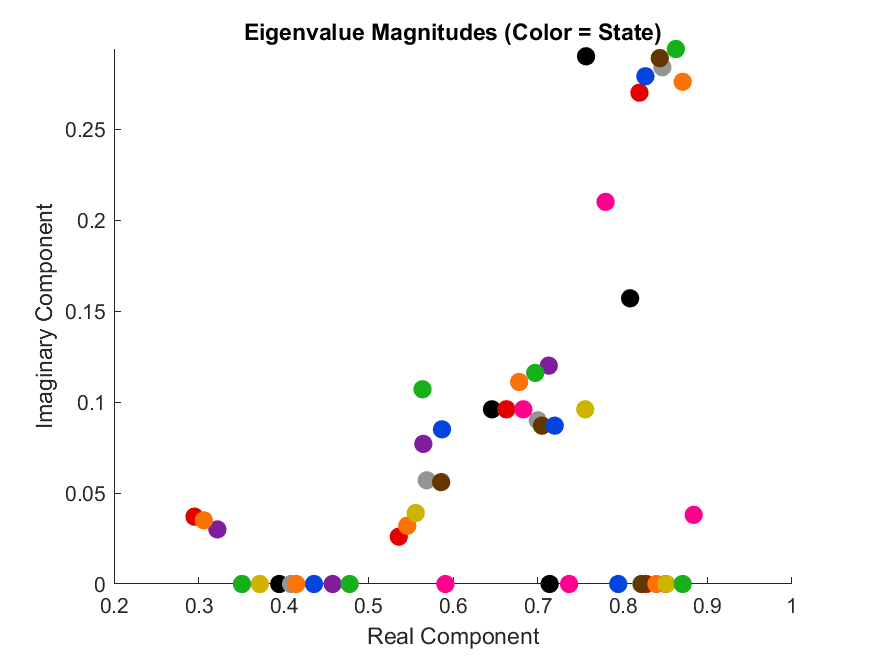 Eigenvalue Magnitudes (Color = State)
Imaginary Component
0.25
0.2
0.15
0.1
0.05
0
0.2 0.3 0.4 0.5 0.6 0.7 0.8 0.9 1
Real Component